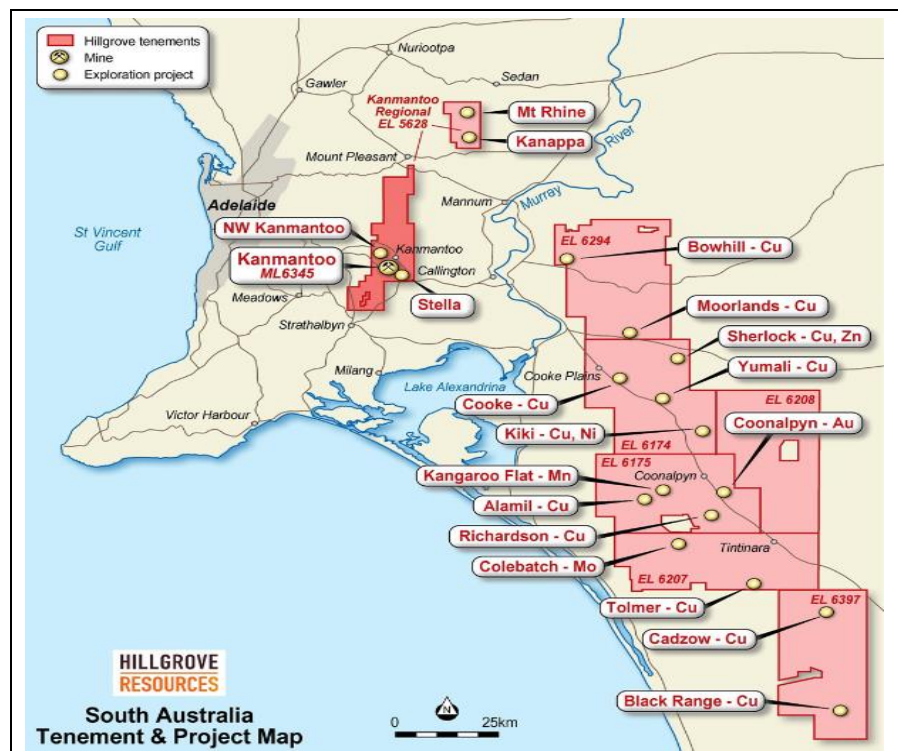 Hillgrove tenements
Mine
Exploration project
Nuriootpa
Gawler
Sedan
Kanmantoo
Regional
EL 5628
Mt Rhine
Kanappa
River
Mount Pleasant
Adelaide
Mannum
Murray
St Vincent
Gulf
NW Kanmantoo
Kanmantoo
Kanmantoo
ML6345
Callington
Meadows
Stella
Strathalbyn
EL 6294
Bowhill - Cu
Moorlands - Cu
Sherlock - Cu, Zn
Milang
Lake Alexandrina
Cooke Plains
Yumali - Cu
Cooke - Cu
EL 6208
Victor Harbour
Coonalpyn - Au
Kiki - Cu, Ni
EL 6174
EL 6175
Kangaroo Flat - Mn
Coonalpyn
Alamil - Cu
Richardson - Cu
Colebatch - Mo
Tintinara
EL 6207
Tolmer - Cu
EL 6397
Cadzow - Cu
Black Range - Cu
HILLGROVE
RESOURCES
South Australia
Tenement & Project Map
N
0 25km